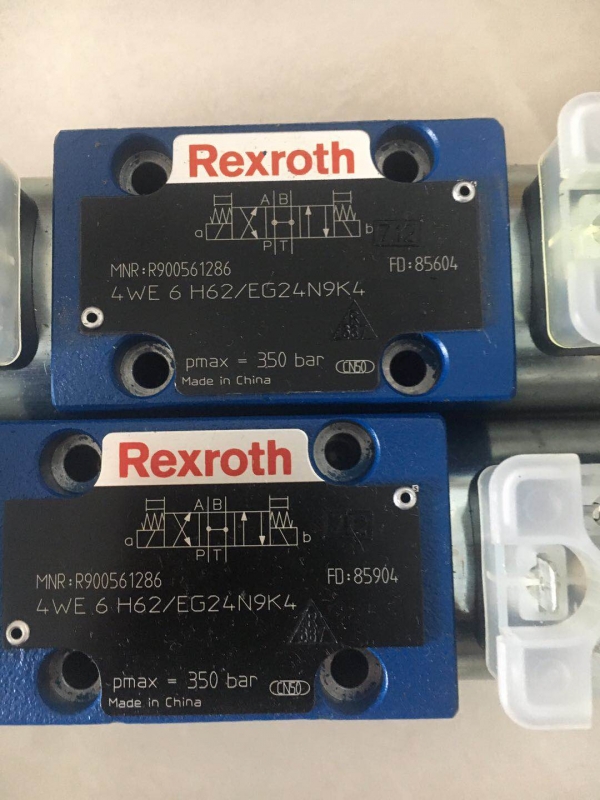 Rexroth
A B
a b
P T
MNR:R900561286 FD:85604
4WE 6 H62/EG24N9K4
pmax = 350 bar CN50
Made in China
Rexroth
A B
a b
P T
MNR:R900561286 FD:85904
4WE 6 H62/EG24N9K4
pmax = 350 bar CN50
Made in China